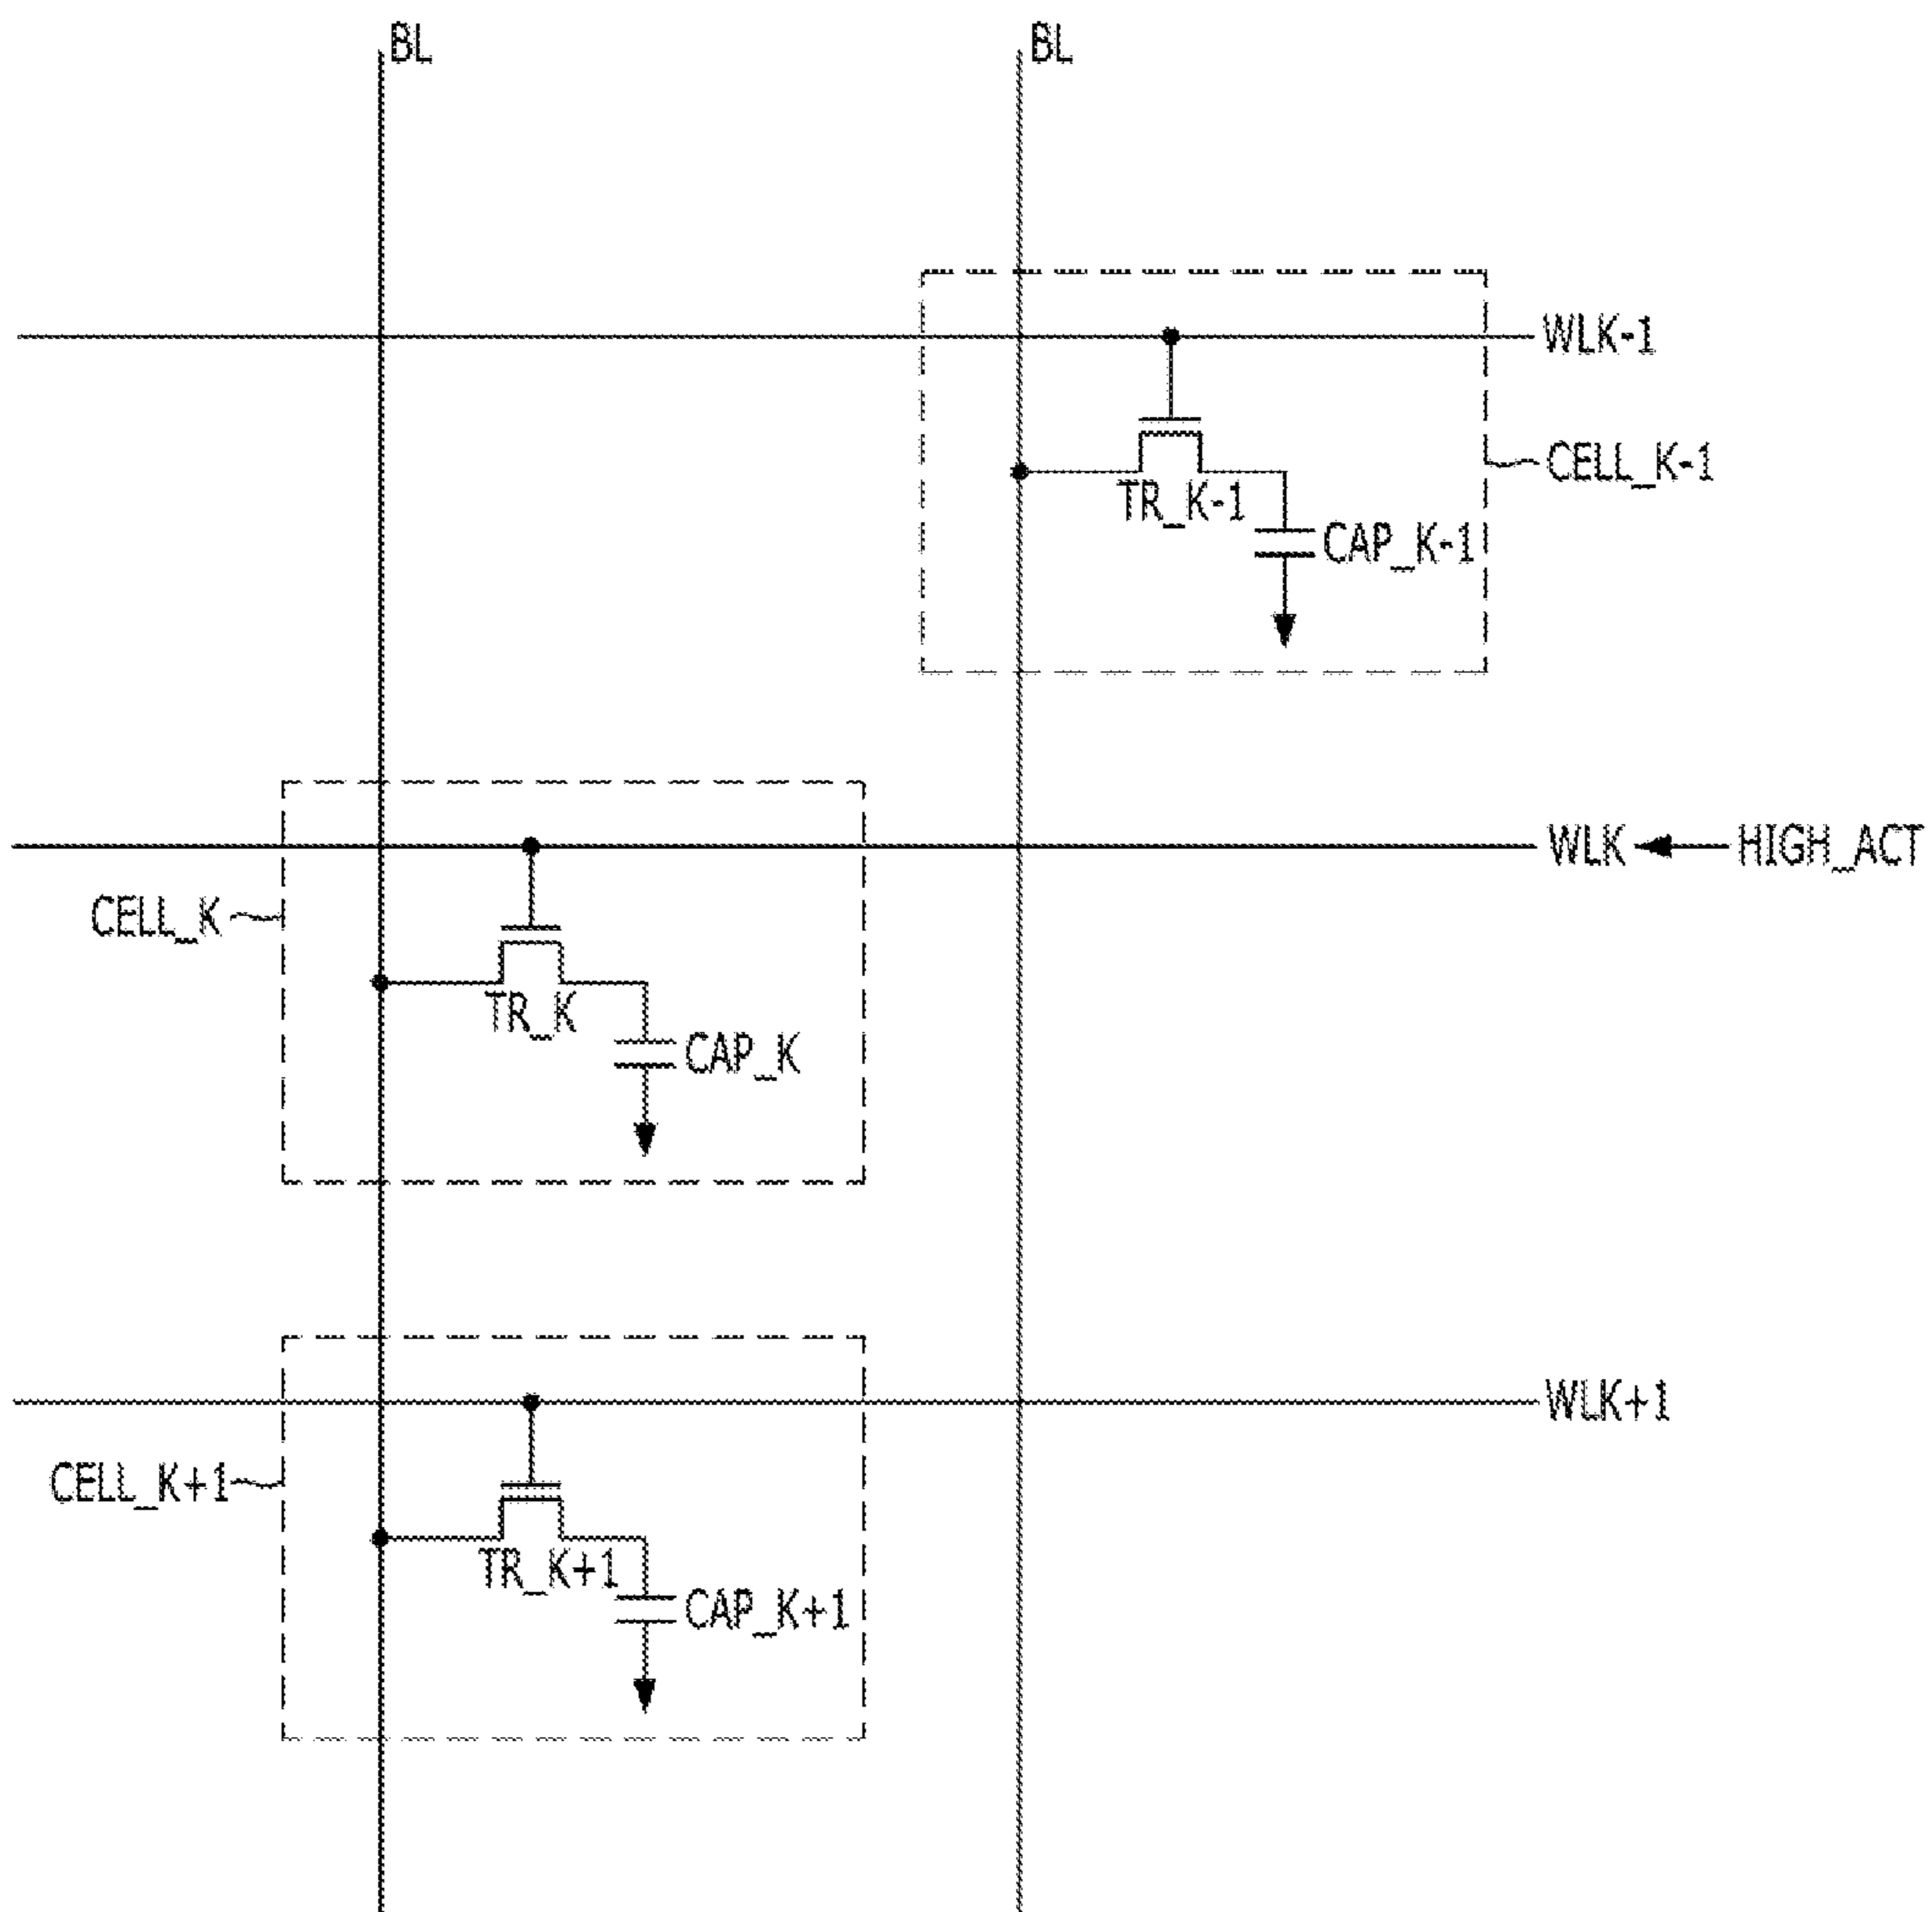 BL
BL
WLK-1
CELL_K-1
TR_K-1
CAP_K-1
WLK
HIGH_ACT
CELL_K
TR_K
CAP_K
WLK+1
CELL_K+1
TR_K+1
CAP_K+1